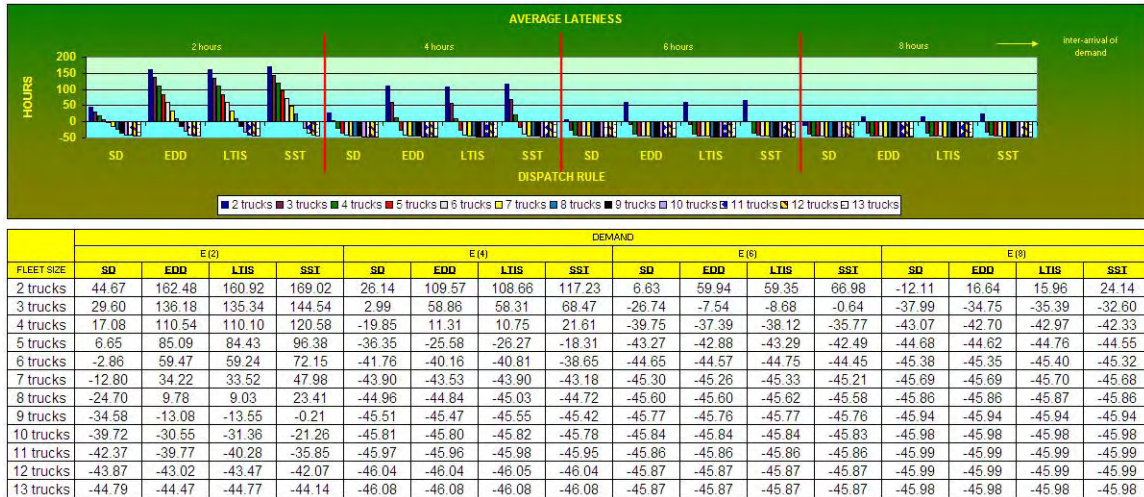 AVERAGE LATENESS
2 hours 4 hours 6 hours 8 hours inter-arrival of demand
HOURS
200
150
100
50
0
-50
SD EDD LTIS SST SD EDD LTIS SST SD EDD LTIS SST SD EDD LTIS SST
DISPATCH RULE
2 trucks 3 trucks 4 trucks 5 trucks 6 trucks 7 trucks 8 trucks 9 trucks 10 trucks 11 trucks 12 trucks 13 trucks
DEMAND
E (2) E (4) E (6) E (8)
FLEET SIZE SD EDD LTIS SST SD EDD LTIS SST SD EDD LTIS SST SD EDD LTIS SST
2 trucks 44.67 162.48 160.92 169.02 26.14 109.57 108.66 117.23 6.63 59.94 59.35 66.98 -12.11 16.64 15.96 24.14
3 trucks 29.60 136.18 135.34 144.54 2.99 58.86 58.31 68.47 -26.74 -7.54 -8.68 -0.64 -37.99 -34.75 -35.39 -32.60
4 trucks 17.08 110.54 110.10 120.58 -19.85 11.31 10.75 21.61 -39.75 -37.39 -38.12 -35.77 -43.07 -42.70 -42.97 -42.33
5 trucks 6.65 85.09 84.43 96.38 -36.35 -25.58 -26.27 -18.31 -43.27 -42.88 -43.29 -42.49 -44.68 -44.62 -44.76 -44.55
6 trucks -2.86 59.47 59.24 72.15 -41.76 -40.16 -40.81 -38.65 -44.65 -44.57 -44.75 -44.45 -45.38 -45.35 -45.40 -45.32
7 trucks -12.80 34.22 33.52 47.98 -43.90 -43.53 -43.90 -43.18 -45.30 -45.26 -45.33 -45.21 -45.69 -45.69 -45.70 -45.68
8 trucks -24.70 9.78 9.03 23.41 -44.96 -44.84 -45.03 -44.72 -45.60 -45.60 -45.62 -45.58 -45.86 -45.86 -45.87 -45.86
9 trucks -34.58 -13.08 -13.55 -0.21 -45.51 -45.47 -45.55 -45.42 -45.77 -45.76 -45.77 -45.76 -45.94 -45.94 -45.94 -45.94
10 trucks -39.72 -30.55 -31.36 -21.26 -45.81 -45.80 -45.82 -45.78 -45.84 -45.84 -45.84 -45.83 -45.98 -45.98 -45.98 -45.98
11 trucks -42.37 -39.77 -40.28 -35.85 -45.97 -45.96 -45.98 -45.95 -45.86 -45.86 -45.86 -45.86 -45.99 -45.99 -45.99 -45.99
12 trucks -43.87 -43.02 -43.47 -42.07 -46.04 -46.04 -46.05 -46.04 -45.87 -45.87 -45.87 -45.87 -45.99 -45.99 -45.99 -45.99
13 trucks -44.79 -44.47 -44.77 -44.14 -46.08 -46.08 -46.08 -46.08 -45.87 -45.87 -45.87 -45.87 -45.98 -45.98 -45.98 -45.98